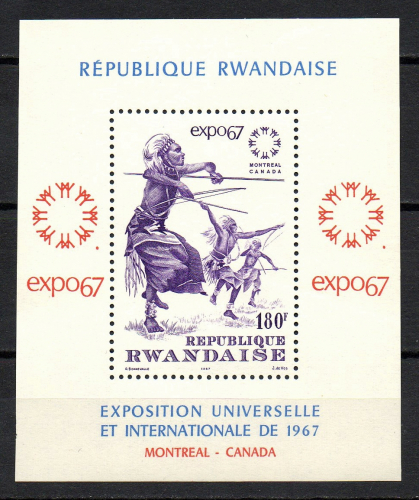 RÉPUBLIQUE RWANDAISE
expo67
MONTREAL
CANADA
expo67
expo67
180F
REPUBLIQUE
RWANDAISE
1967
EXPOSITION UNIVERSELLE
ET INTERNATIONALE DE 1967
MONTREAL - CANADA